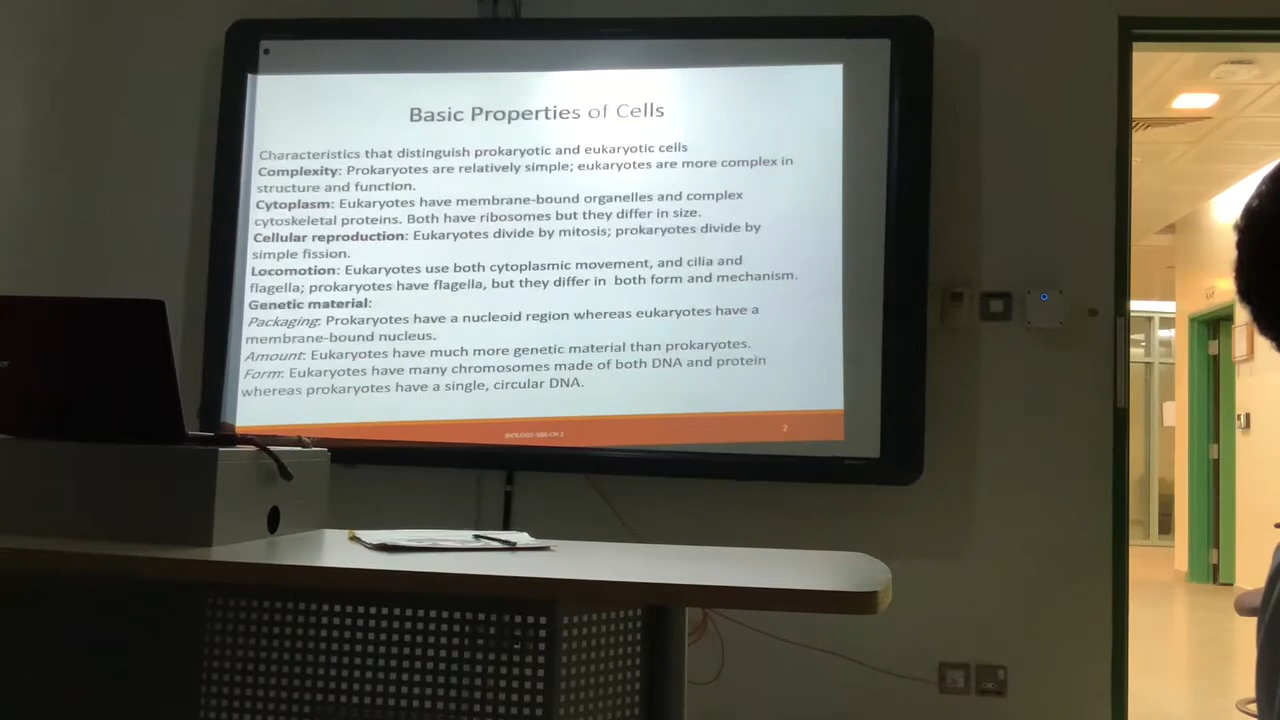 Basic Properties of Cells
Characteristics that distinguish prokaryotic and eukaryotic cells
Complexity: Prokaryotes are relatively simple; eukaryotes are more complex in
structure and function.
Cytoplasm: Eukaryotes have membrane-bound organelles and complex
cytoskeletal proteins. Both have ribosomes but they differ in size.
Cellular reproduction: Eukaryotes divide by mitosis; prokaryotes divide by
simple fission.
Locomotion: Eukaryotes use both cytoplasmic movement, and cilia and
flagella; prokaryotes have flagella, but they differ in both form and mechanism.
Genetic material:
Packaging: Prokaryotes have a nucleoid region whereas eukaryotes have a
membrane-bound nucleus.
Amount: Eukaryotes have much more genetic material than prokaryotes.
Form: Eukaryotes have many chromosomes made of both DNA and protein
whereas prokaryotes have a single, circular DNA.
CH 2
2